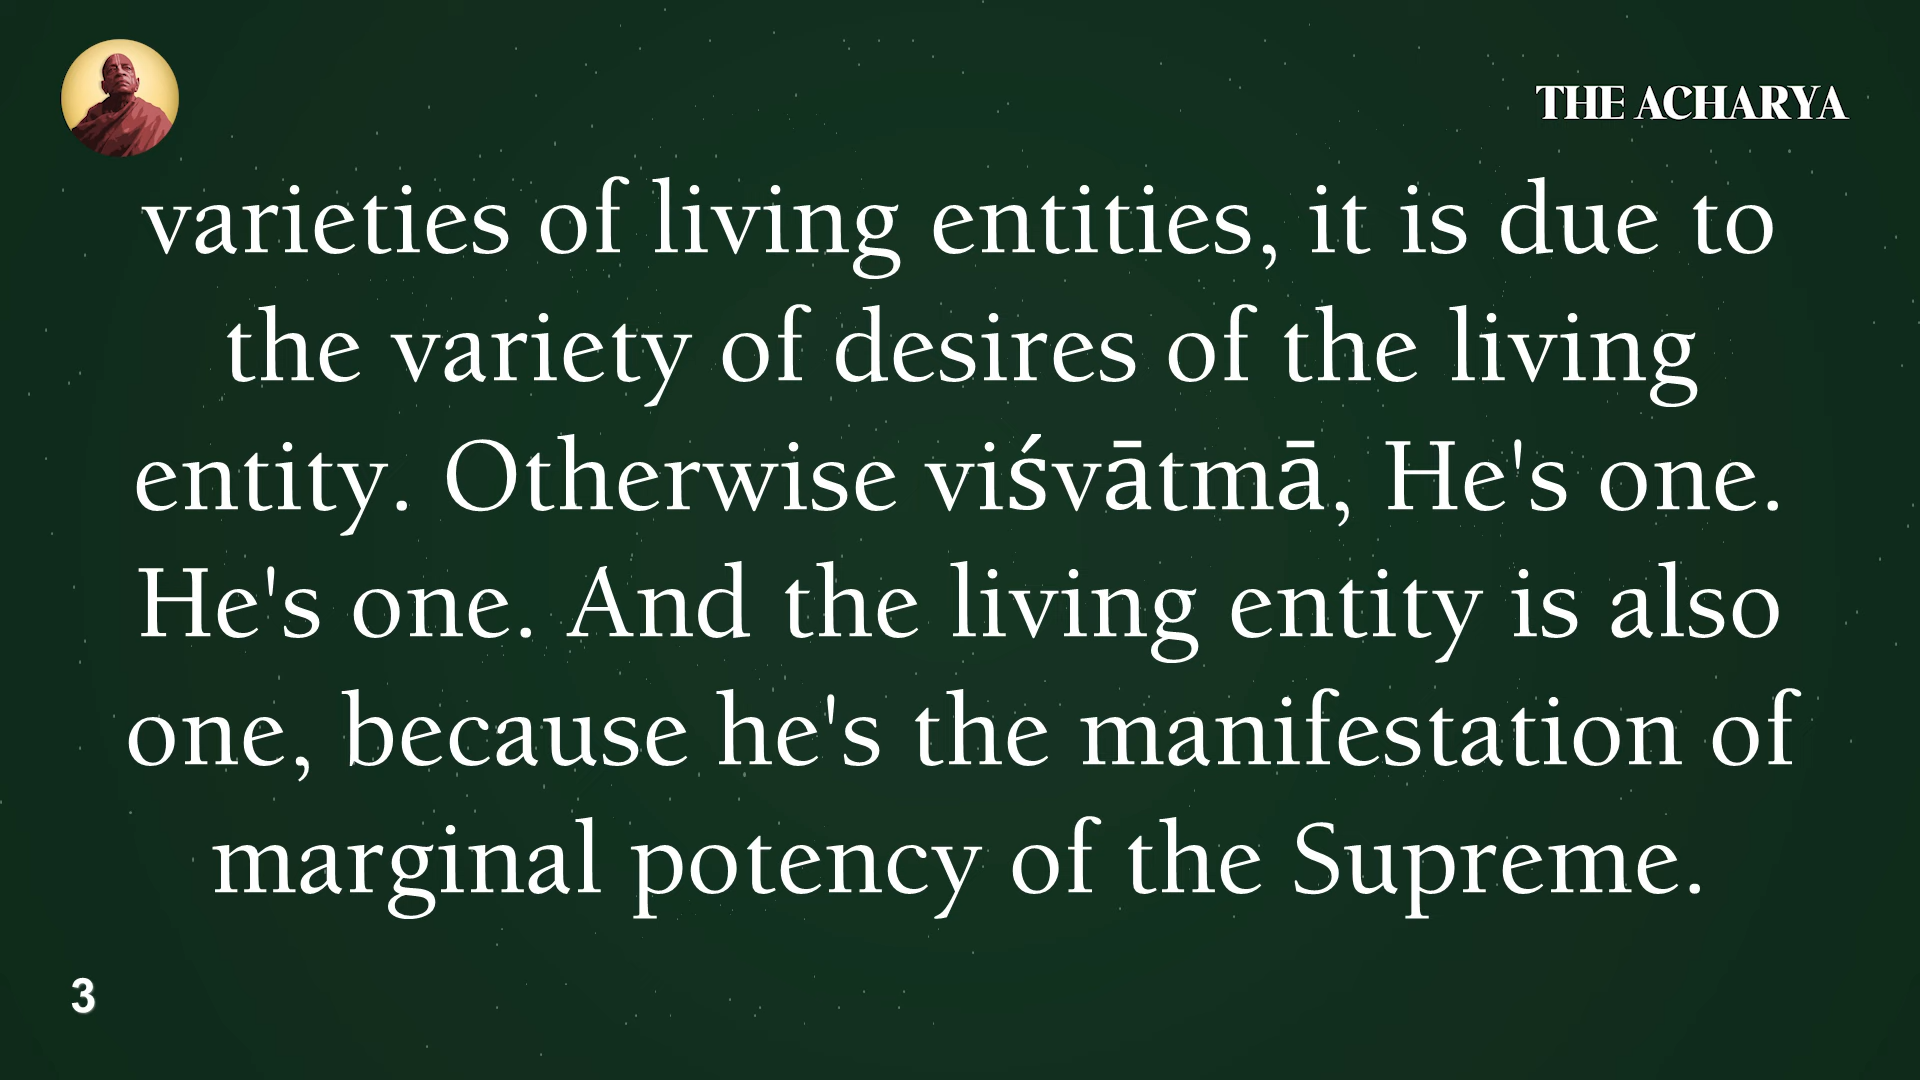 THE ACHARYA
varieties of living entities, it is due to
the variety of desires of the living
entity. Otherwise viśvātmā, He's one.
He's one. And the living entity is also
one, because he's the manifestation of
marginal potency of the Supreme.
3